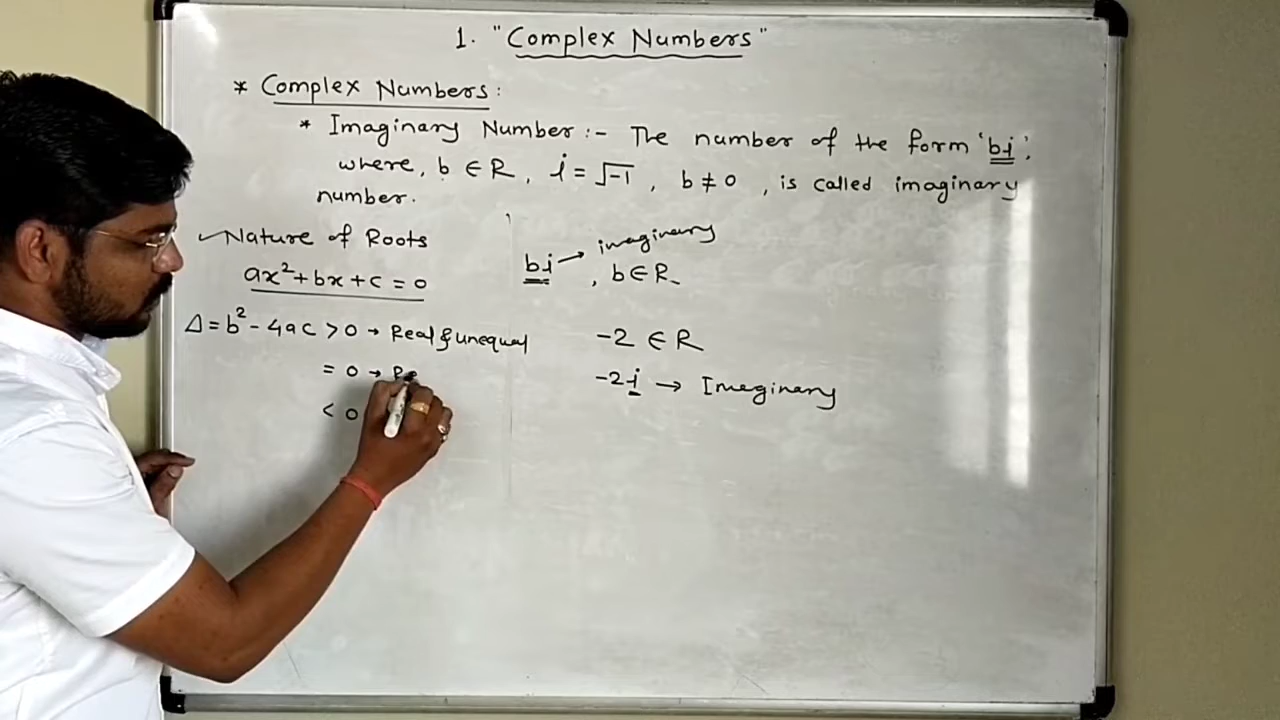 1. "Complex Numbers"
* Complex Numbers:
* Imaginary Number :- The number of the form 'bi',
where, b ∈ R, i = √-1, b ≠ 0, is called imaginary
number.
✓Nature of Roots
ax²+bx+c=0
Δ=b²-4ac > 0 → Real & unequal
= 0 → Re
< 0
bi → imaginary
, b ∈ R
-2 ∈ R
-2i → Imaginary